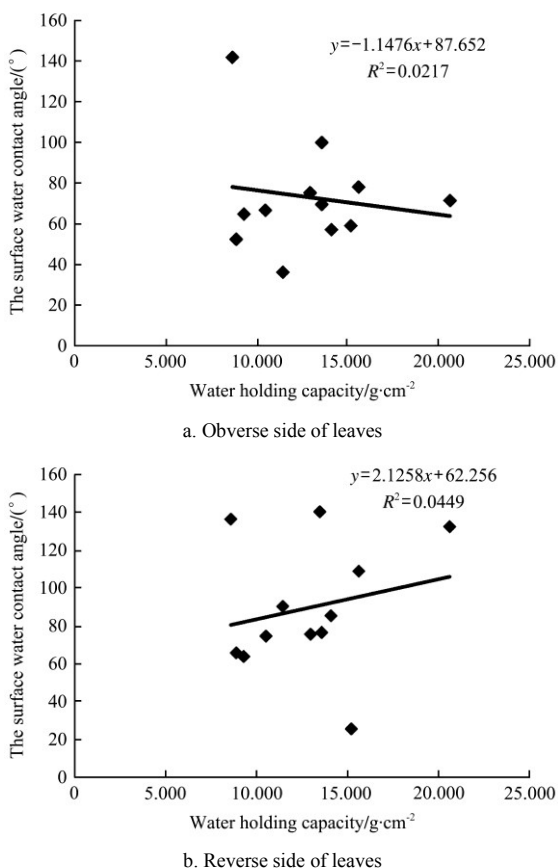 160
140
120
100
80
60
40
20
0
y=−1.1476x+87.652
R²=0.0217
The surface water contact angle/(°)
0 5.000 10.000 15.000 20.000 25.000
Water holding capacity/g·cm⁻²
a. Obverse side of leaves
160
140
120
100
80
60
40
20
0
y=2.1258x+62.256
R²=0.0449
The surface water contact angle/(°)
0 5.000 10.000 15.000 20.000 25.000
Water holding capacity/g·cm⁻²
b. Reverse side of leaves